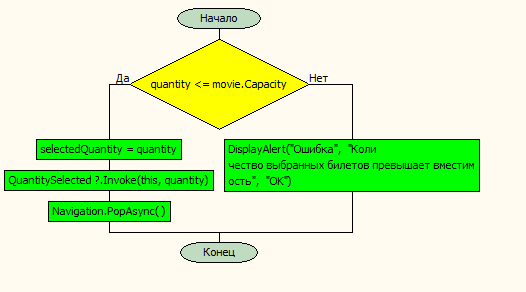 Начало
Да
quantity <= movie.Capacity
Нет
selectedQuantity = quantity
QuantitySelected ?.Invoke(this, quantity)
Navigation.PopAsync( )
DisplayAlert("Ошибка", "Коли
чество выбранных билетов превышает вместим
ость", "OK")
Конец